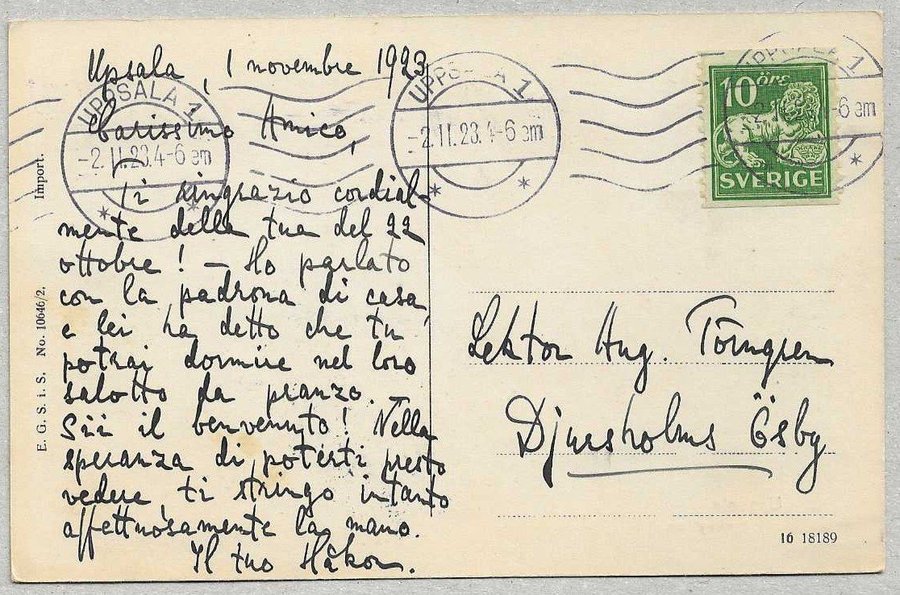 Upsala, 1 novembre 1923
Carissimo Amico,
Ti ringrazio cordial-
mente della tua del 22
ottobre! – Ho parlato
con la padrona di casa
e lei ha detto che tu
potrai dormire nel loro
salotto da pranzo.
Sii il benvenuto! Nella
speranza di poterti presto
vedere, ti stringo intanto
affettuosamente la mano.
Il tuo Håkon.
UPPSALA 1
-2.11.23.4-6 em
UPPSALA 1
-2.11.23.4-6 em
UPPSALA 1
-6 em
10 öre
SVERIGE
Lektor Aug. Törngren
Djursholms Ösby
Import.
E. G. S. i. S. No. 10646/2.
16 18189